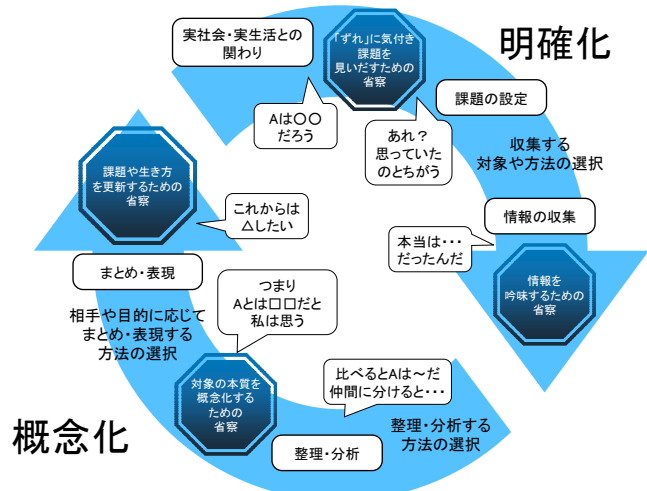 実社会・実生活との
関わり
「ずれ」に気付き
課題を
見いだすための
省察
明確化
課題の設定
Aは〇〇
だろう
あれ？
思っていた
のとちがう
収集する
対象や方法の選択
課題や生き方
を更新するための
省察
これからは
△したい
情報の収集
本当は・・・
だったんだ
まとめ・表現
情報を
吟味するための
省察
つまり
Aとは□□だと
私は思う
相手や目的に応じて
まとめ・表現する
方法の選択
対象の本質を
概念化する
ための
省察
比べるとAは～だ
仲間に分けると・・・
概念化
整理・分析する
方法の選択
整理・分析